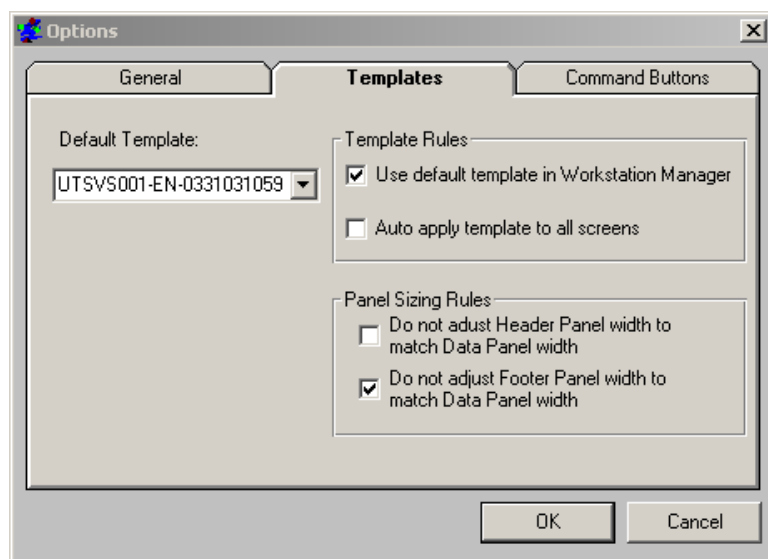 Options
General
Templates
Command Buttons
Default Template:
UTSVS001-EN-0331031059
Template Rules
Use default template in Workstation Manager
Auto apply template to all screens
Panel Sizing Rules
Do not adust Header Panel width to
match Data Panel width
Do not adjust Footer Panel width to
match Data Panel width
OK
Cancel